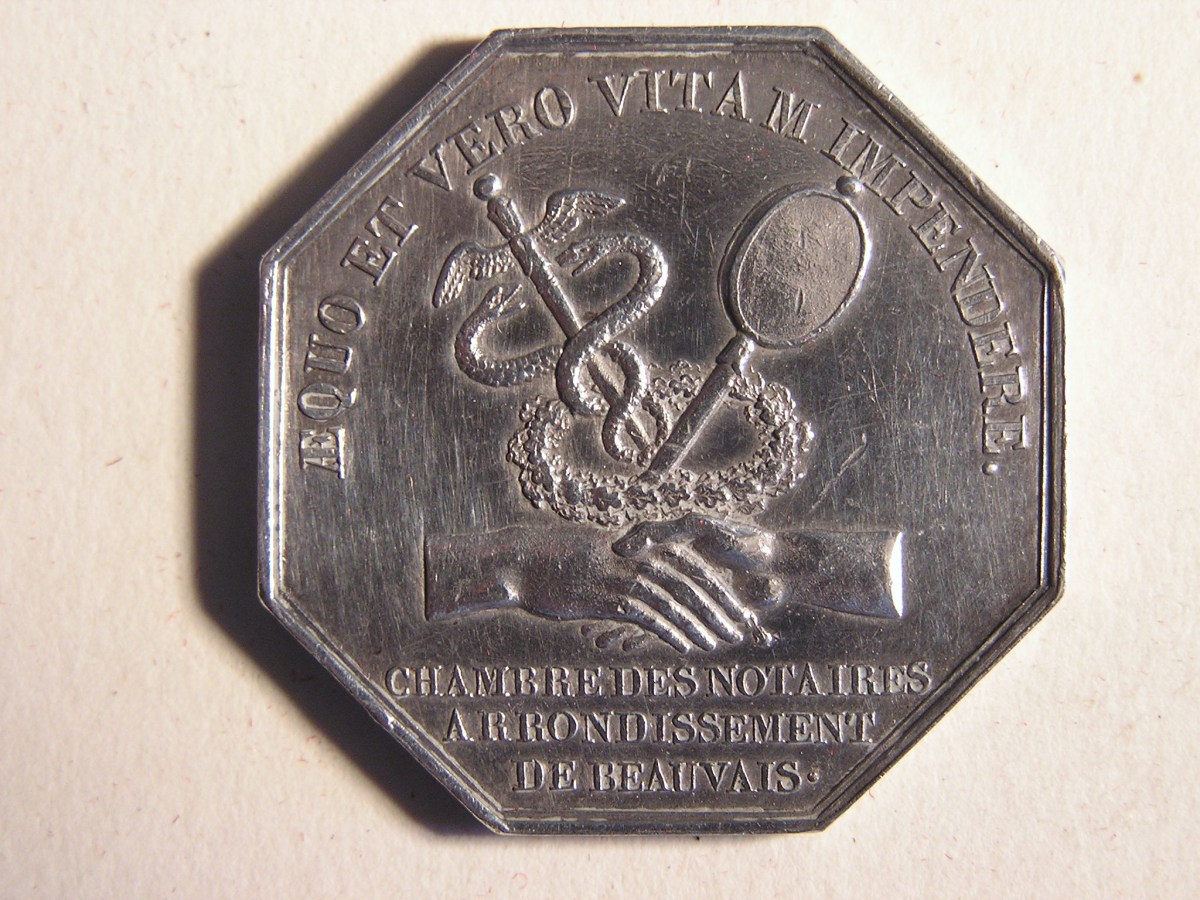 ÆQUO ET VERO VITAM IMPENDERE.
CHAMBRE DES NOTAIRES
ARRONDISSEMENT
DE BEAUVAIS.